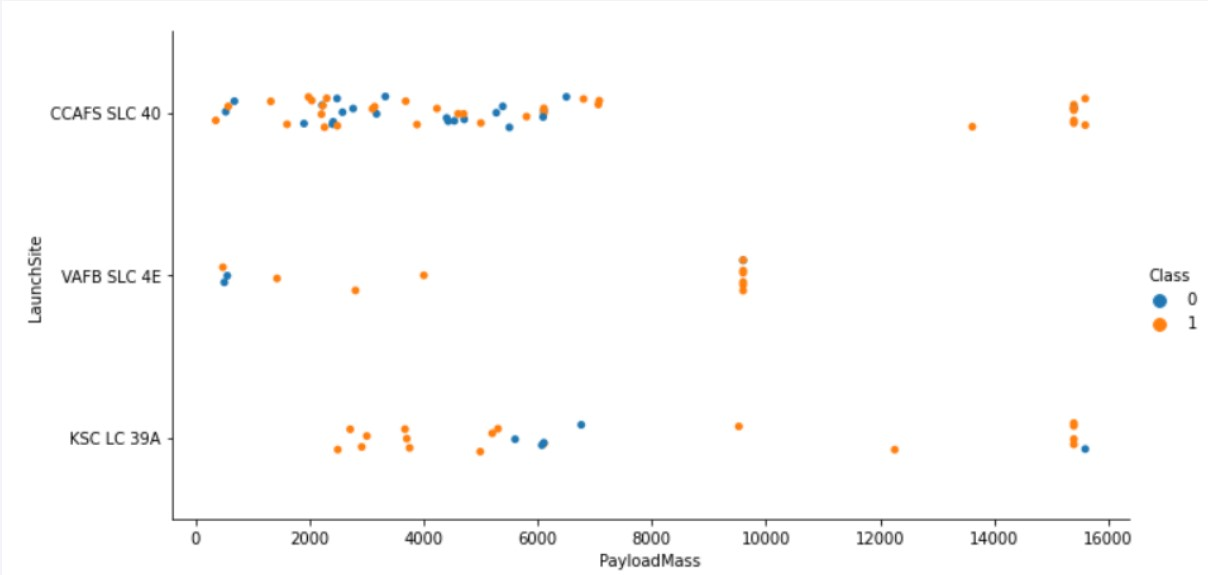 CCAFS SLC 40
VAFB SLC 4E
KSC LC 39A
LaunchSite
0 2000 4000 6000 8000 10000 12000 14000 16000
PayloadMass
Class
0
1